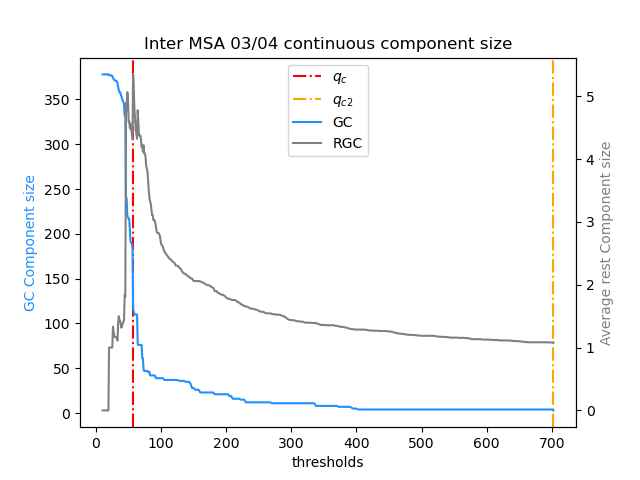 Inter MSA 03/04 continuous component size
q_c
q_c2
GC
RGC
GC Component size
350
300
250
200
150
100
50
0
5
4
3
2
1
0
Average rest Component size
0 100 200 300 400 500 600 700
thresholds